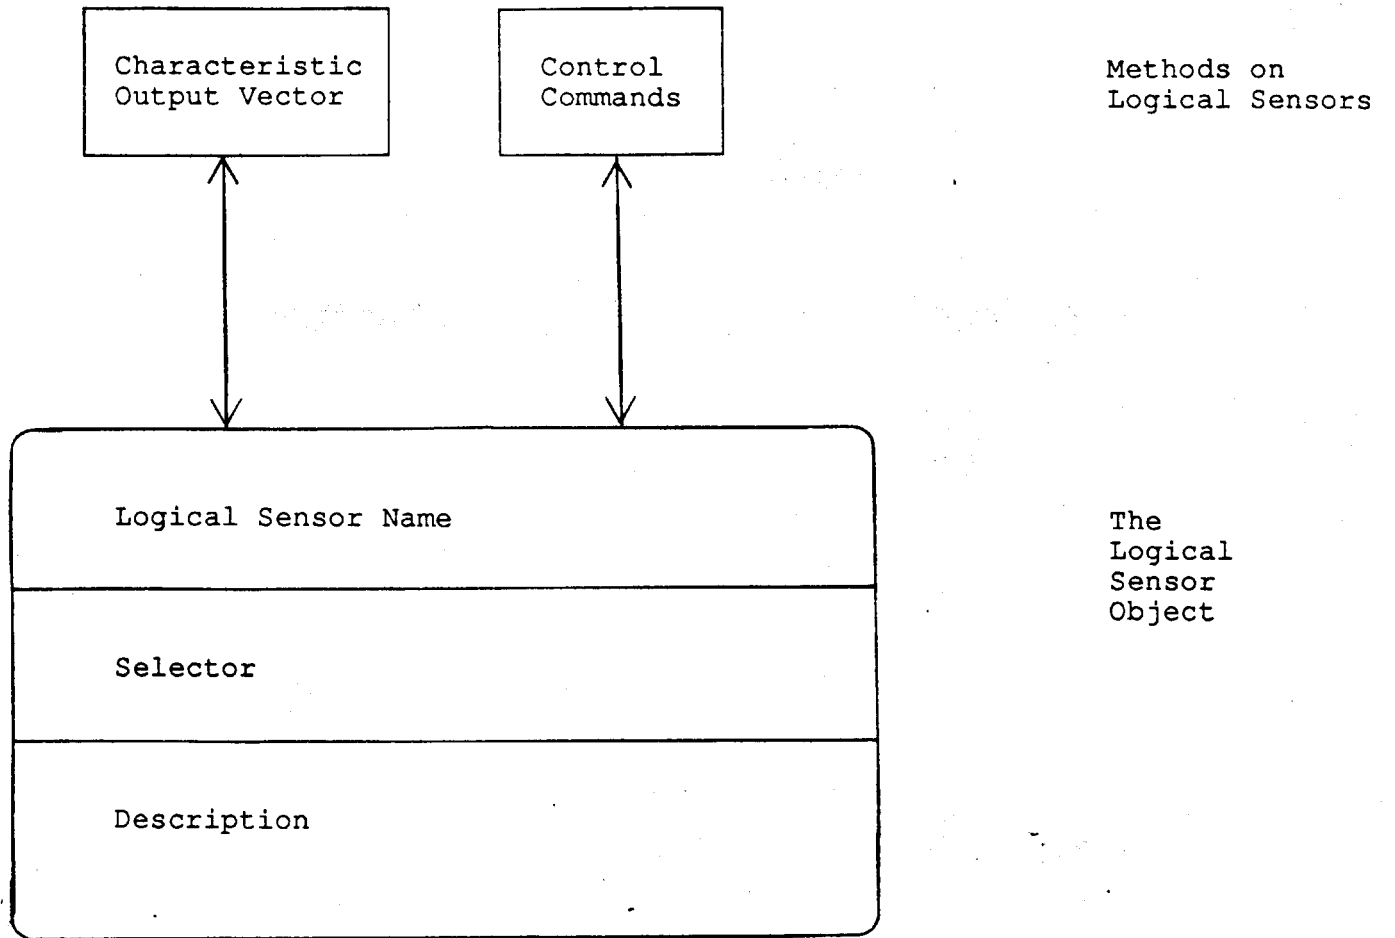 Characteristic
Output Vector
Control
Commands
Methods on
Logical Sensors
Logical Sensor Name
The
Logical
Sensor
Object
Selector
Description